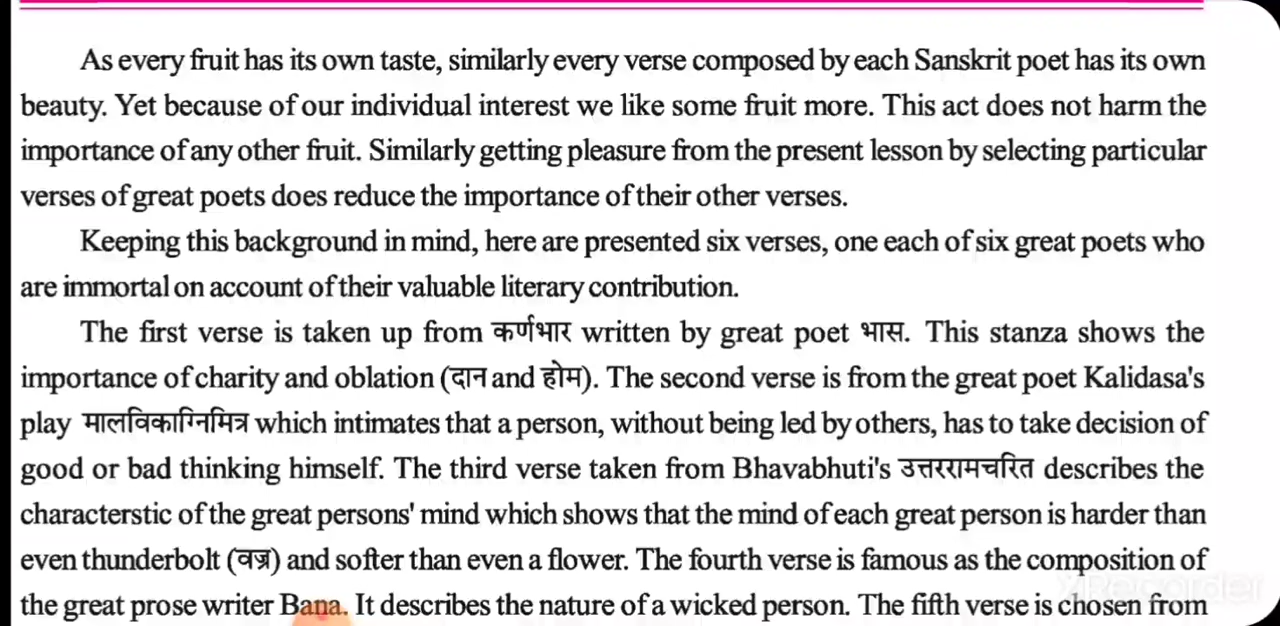 As every fruit has its own taste, similarly every verse composed by each Sanskrit poet has its own
beauty. Yet because of our individual interest we like some fruit more. This act does not harm the
importance of any other fruit. Similarly getting pleasure from the present lesson by selecting particular
verses of great poets does reduce the importance of their other verses.
Keeping this background in mind, here are presented six verses, one each of six great poets who
are immortal on account of their valuable literary contribution.
The first verse is taken up from कर्णभार written by great poet भास. This stanza shows the
importance of charity and oblation (दान and होम). The second verse is from the great poet Kalidasa's
play मालविकाग्निमित्र which intimates that a person, without being led by others, has to take decision of
good or bad thinking himself. The third verse taken from Bhavabhuti's उत्तररामचरित describes the
characterstic of the great persons' mind which shows that the mind of each great person is harder than
even thunderbolt (वज्र) and softer than even a flower. The fourth verse is famous as the composition of
the great prose writer Bana. It describes the nature of a wicked person. The fifth verse is chosen from
XRecorder